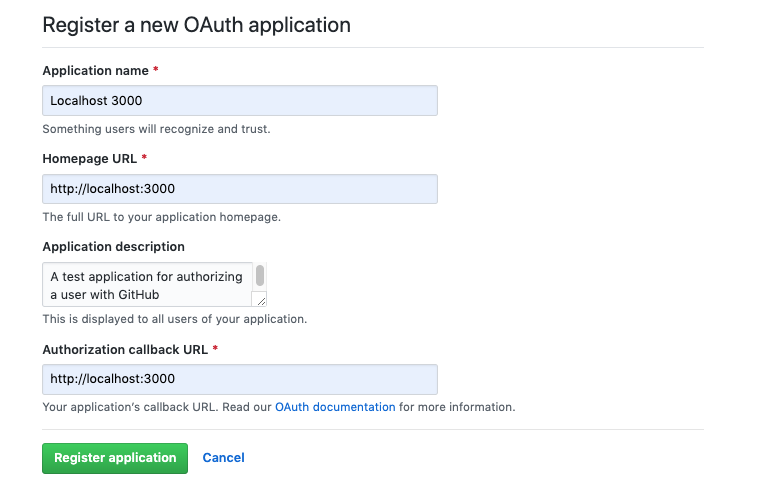 Register a new OAuth application
Application name *
Localhost 3000
Something users will recognize and trust.
Homepage URL *
http://localhost:3000
The full URL to your application homepage.
Application description
A test application for authorizing
a user with GitHub
This is displayed to all users of your application.
Authorization callback URL *
http://localhost:3000
Your application's callback URL. Read our OAuth documentation for more information.
Register application Cancel